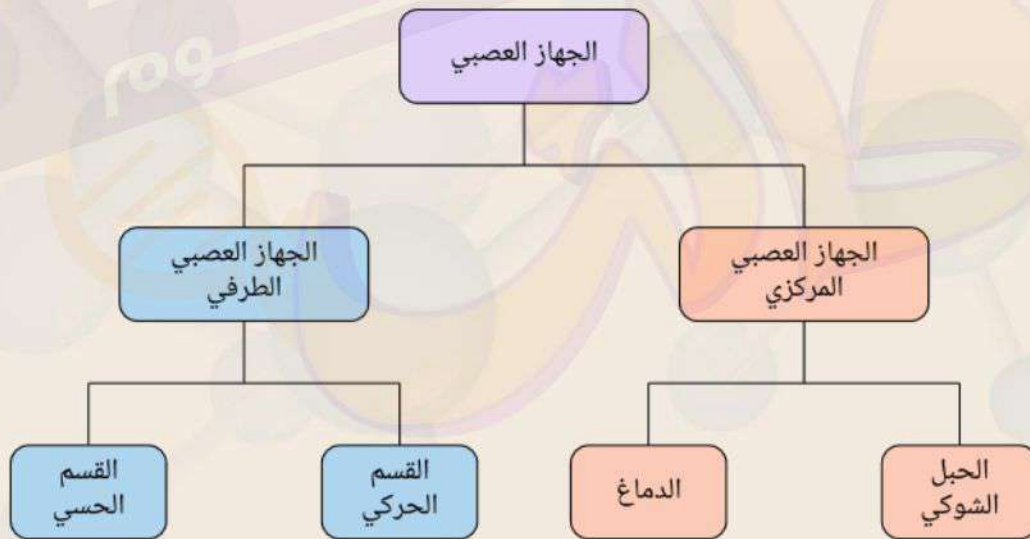 الجهاز العصبي
الجهاز العصبي
المركزي
الجهاز العصبي
الطرفي
الحبل
الشوكي
الدماغ
القسم
الحركي
القسم
الحسي